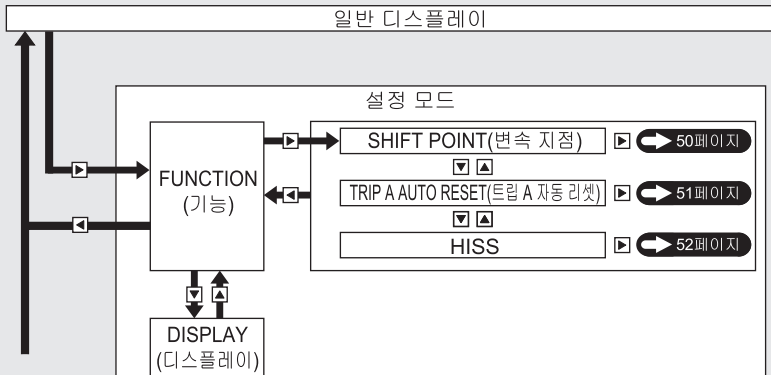 일반 디스플레이
설정 모드
FUNCTION
(기능)
SHIFT POINT(변속 지점)
50페이지
TRIP A AUTO RESET(트립 A 자동 리셋)
51페이지
HISS
52페이지
DISPLAY
(디스플레이)